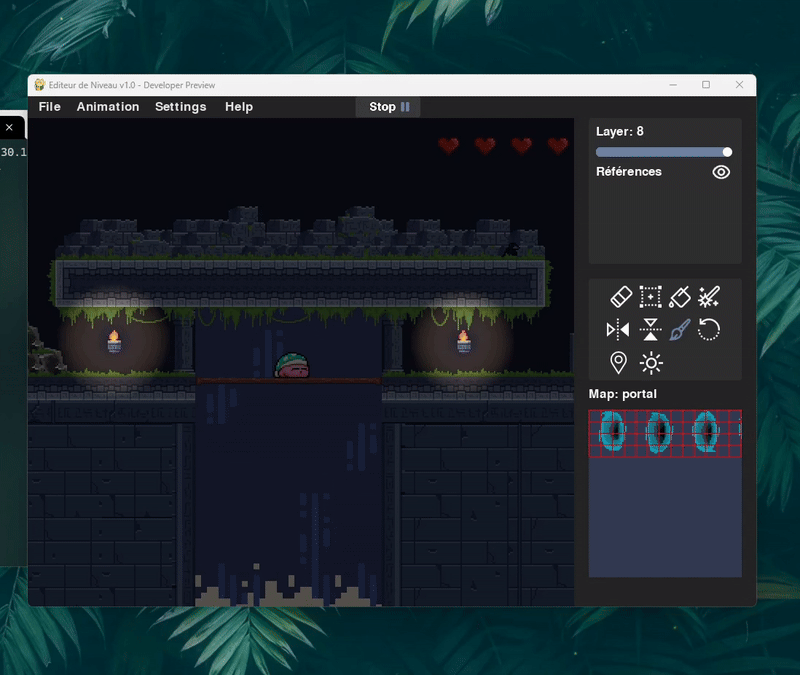 Editeur de Niveau v1.0 - Developer Preview
File Animation Settings Help Stop
30.1
Layer: 8
Références
Map: portal